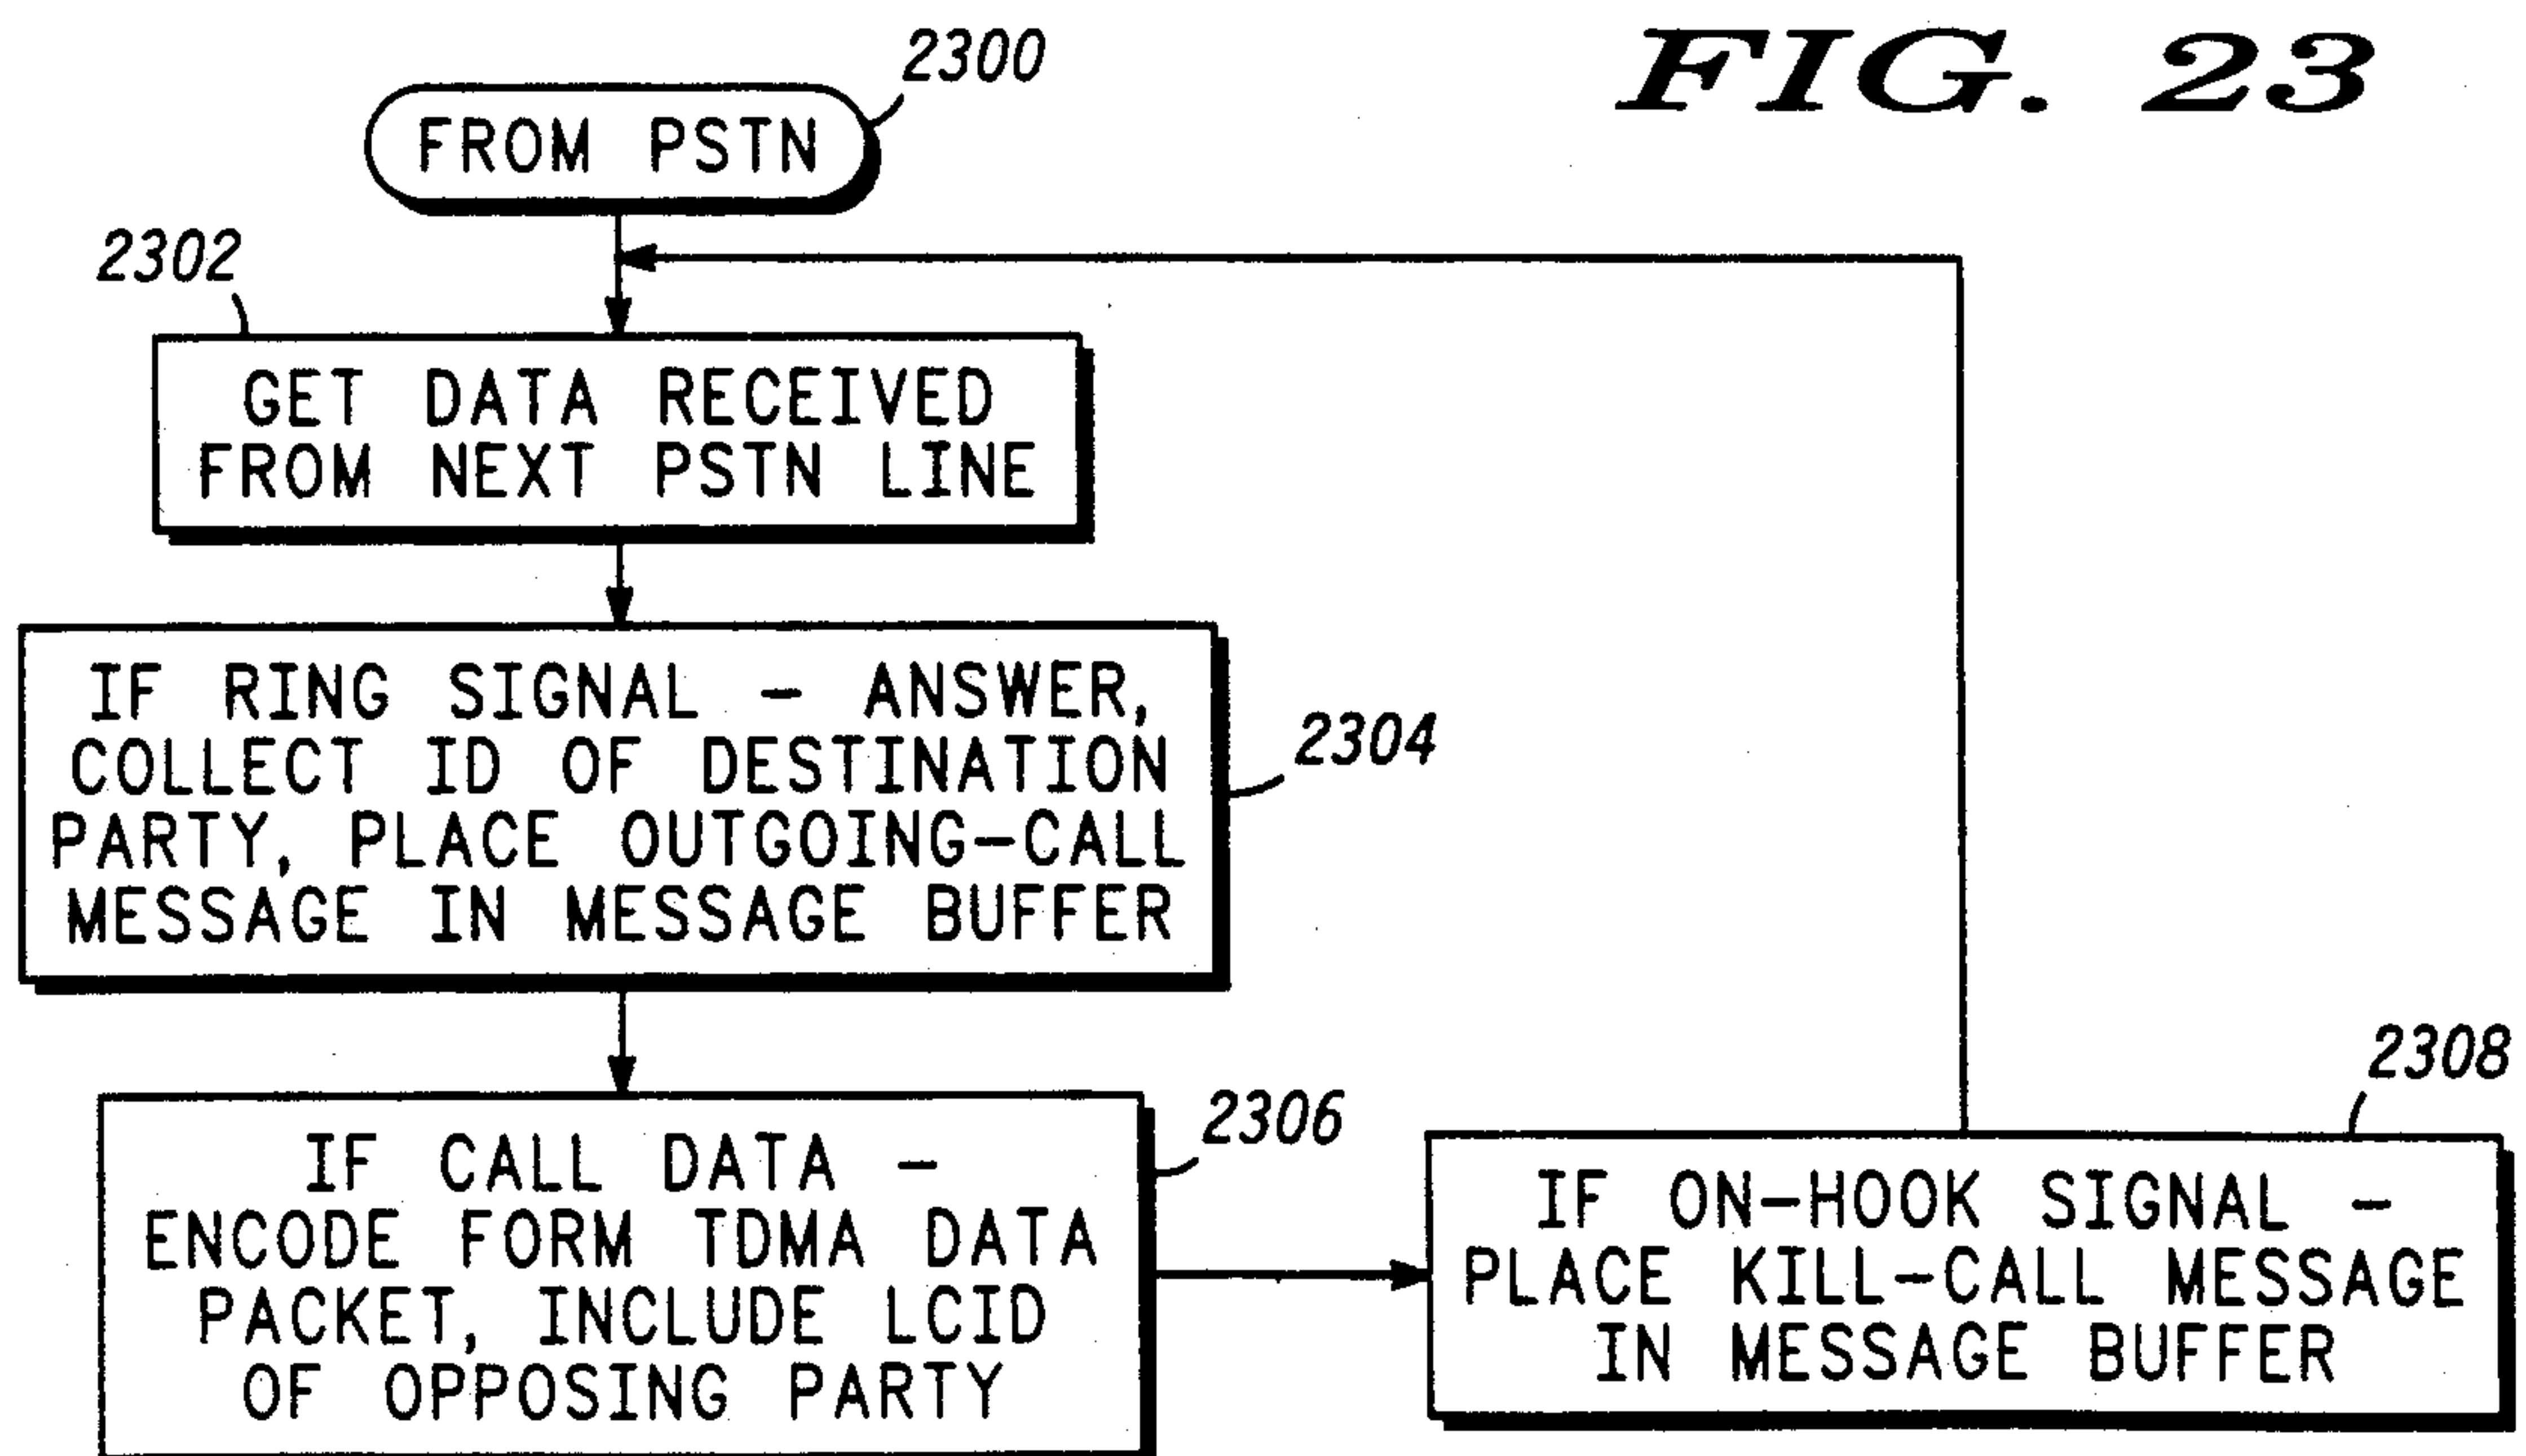 FIG. 23
2300
FROM PSTN
2302
GET DATA RECEIVED
FROM NEXT PSTN LINE
IF RING SIGNAL - ANSWER,
COLLECT ID OF DESTINATION
PARTY, PLACE OUTGOING-CALL
MESSAGE IN MESSAGE BUFFER
2304
IF CALL DATA -
ENCODE FORM TDMA DATA
PACKET, INCLUDE LCID
OF OPPOSING PARTY
2306
2308
IF ON-HOOK SIGNAL -
PLACE KILL-CALL MESSAGE
IN MESSAGE BUFFER